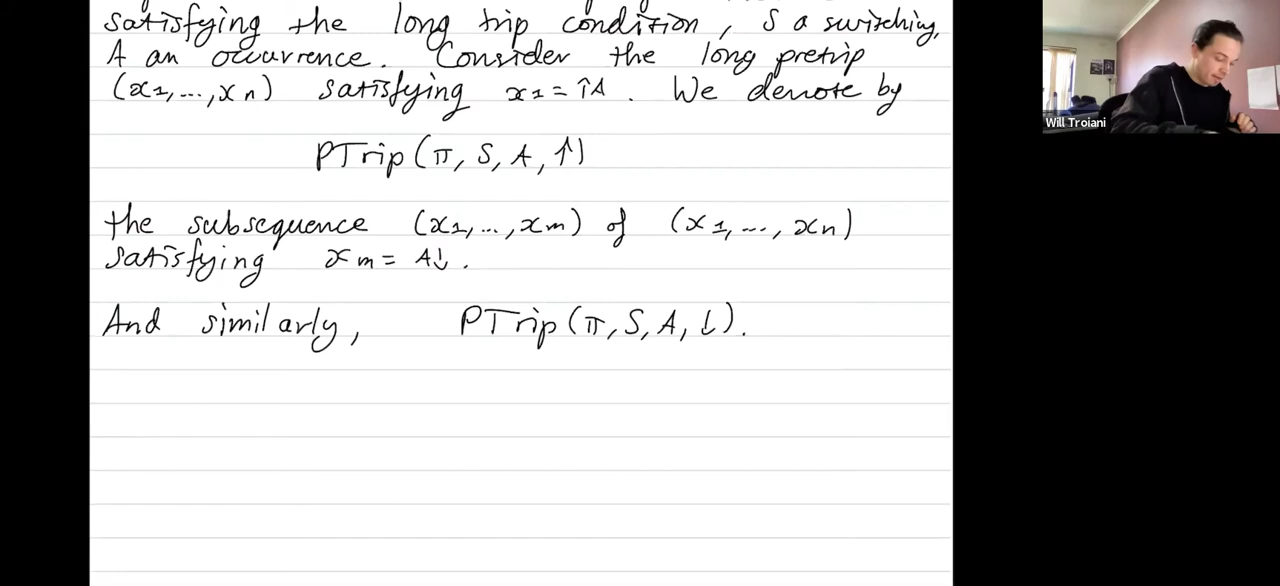 satisfying the long trip condition, S a switching,
A an occurrence. Consider the long pretrip
(x1,...,xn) satisfying x1=↑A. We denote by
PTrip(π, S, A, ↑)
the subsequence (x1,...,xm) of (x1,...,xn)
satisfying xm = A↓.
And similarly, PTrip(π, S, A, ↓).
Will Troiani